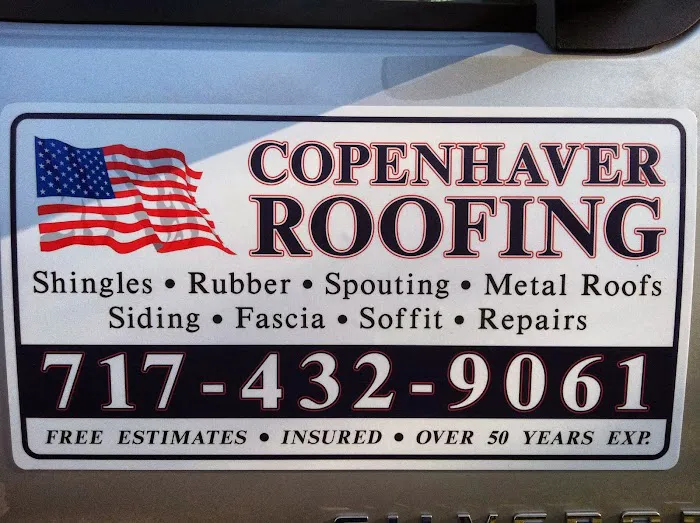 COPENHAVER
ROOFING
Shingles • Rubber • Spouting • Metal Roofs
Siding • Fascia • Soffit • Repairs
717-432-9061
FREE ESTIMATES • INSURED • OVER 50 YEARS EXP.